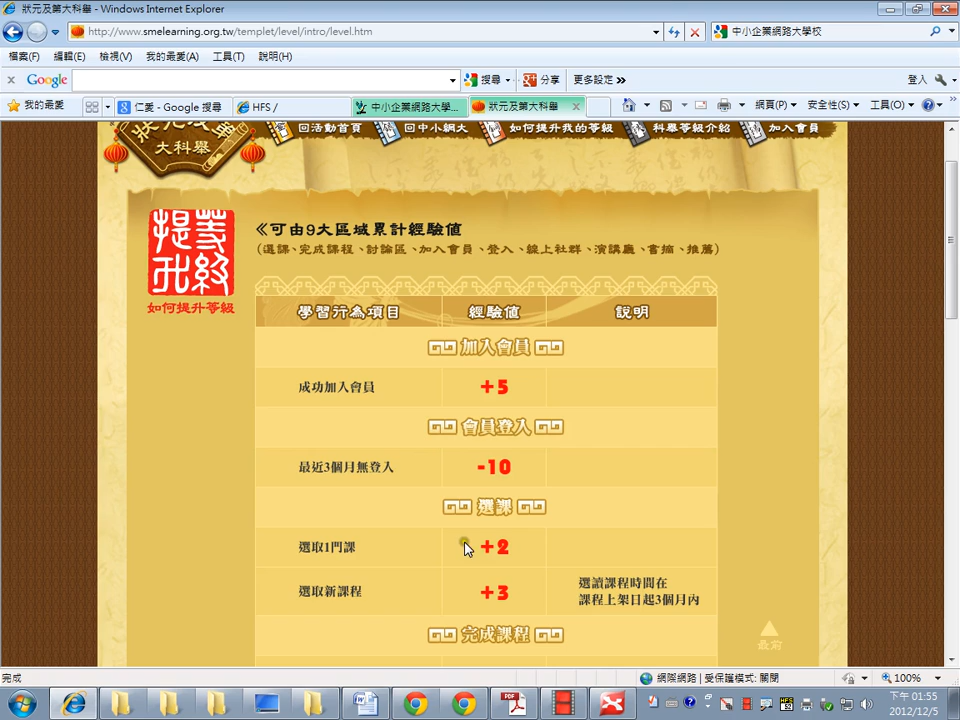 狀元及第大科舉 - Windows Internet Explorer
http://www.smelearning.org.tw/templet/level/intro/level.htm
中小企業網路大學校
檔案(F) 編輯(E) 檢視(V) 我的最愛(A) 工具(T) 說明(H)
Google 搜尋 分享 更多設定 » 登入
我的最愛 仁愛 - Google 搜尋 HFS / 中小企業網路大學... 狀元及第大科舉 網頁(P) 安全性(S) 工具(O)
大科舉
回活動首頁 回中小網大 如何提升我的等級 科舉等級介紹 加入會員
提升等級
如何提升等級
《可由9大區域累計經驗值
(選課、完成課程、討論區、加入會員、登入、線上社群、演講廳、書摘、推薦)
學習行為項目 經驗值 說明
加入會員
成功加入會員 +5
會員登入
最近3個月無登入 -10
選課
選取1門課 +2
選取新課程 +3 選讀課程時間在
課程上架日起3個月內
完成課程
最前
完成 網際網路 | 受保護模式: 關閉 100%
下午 01:55
2012/12/5